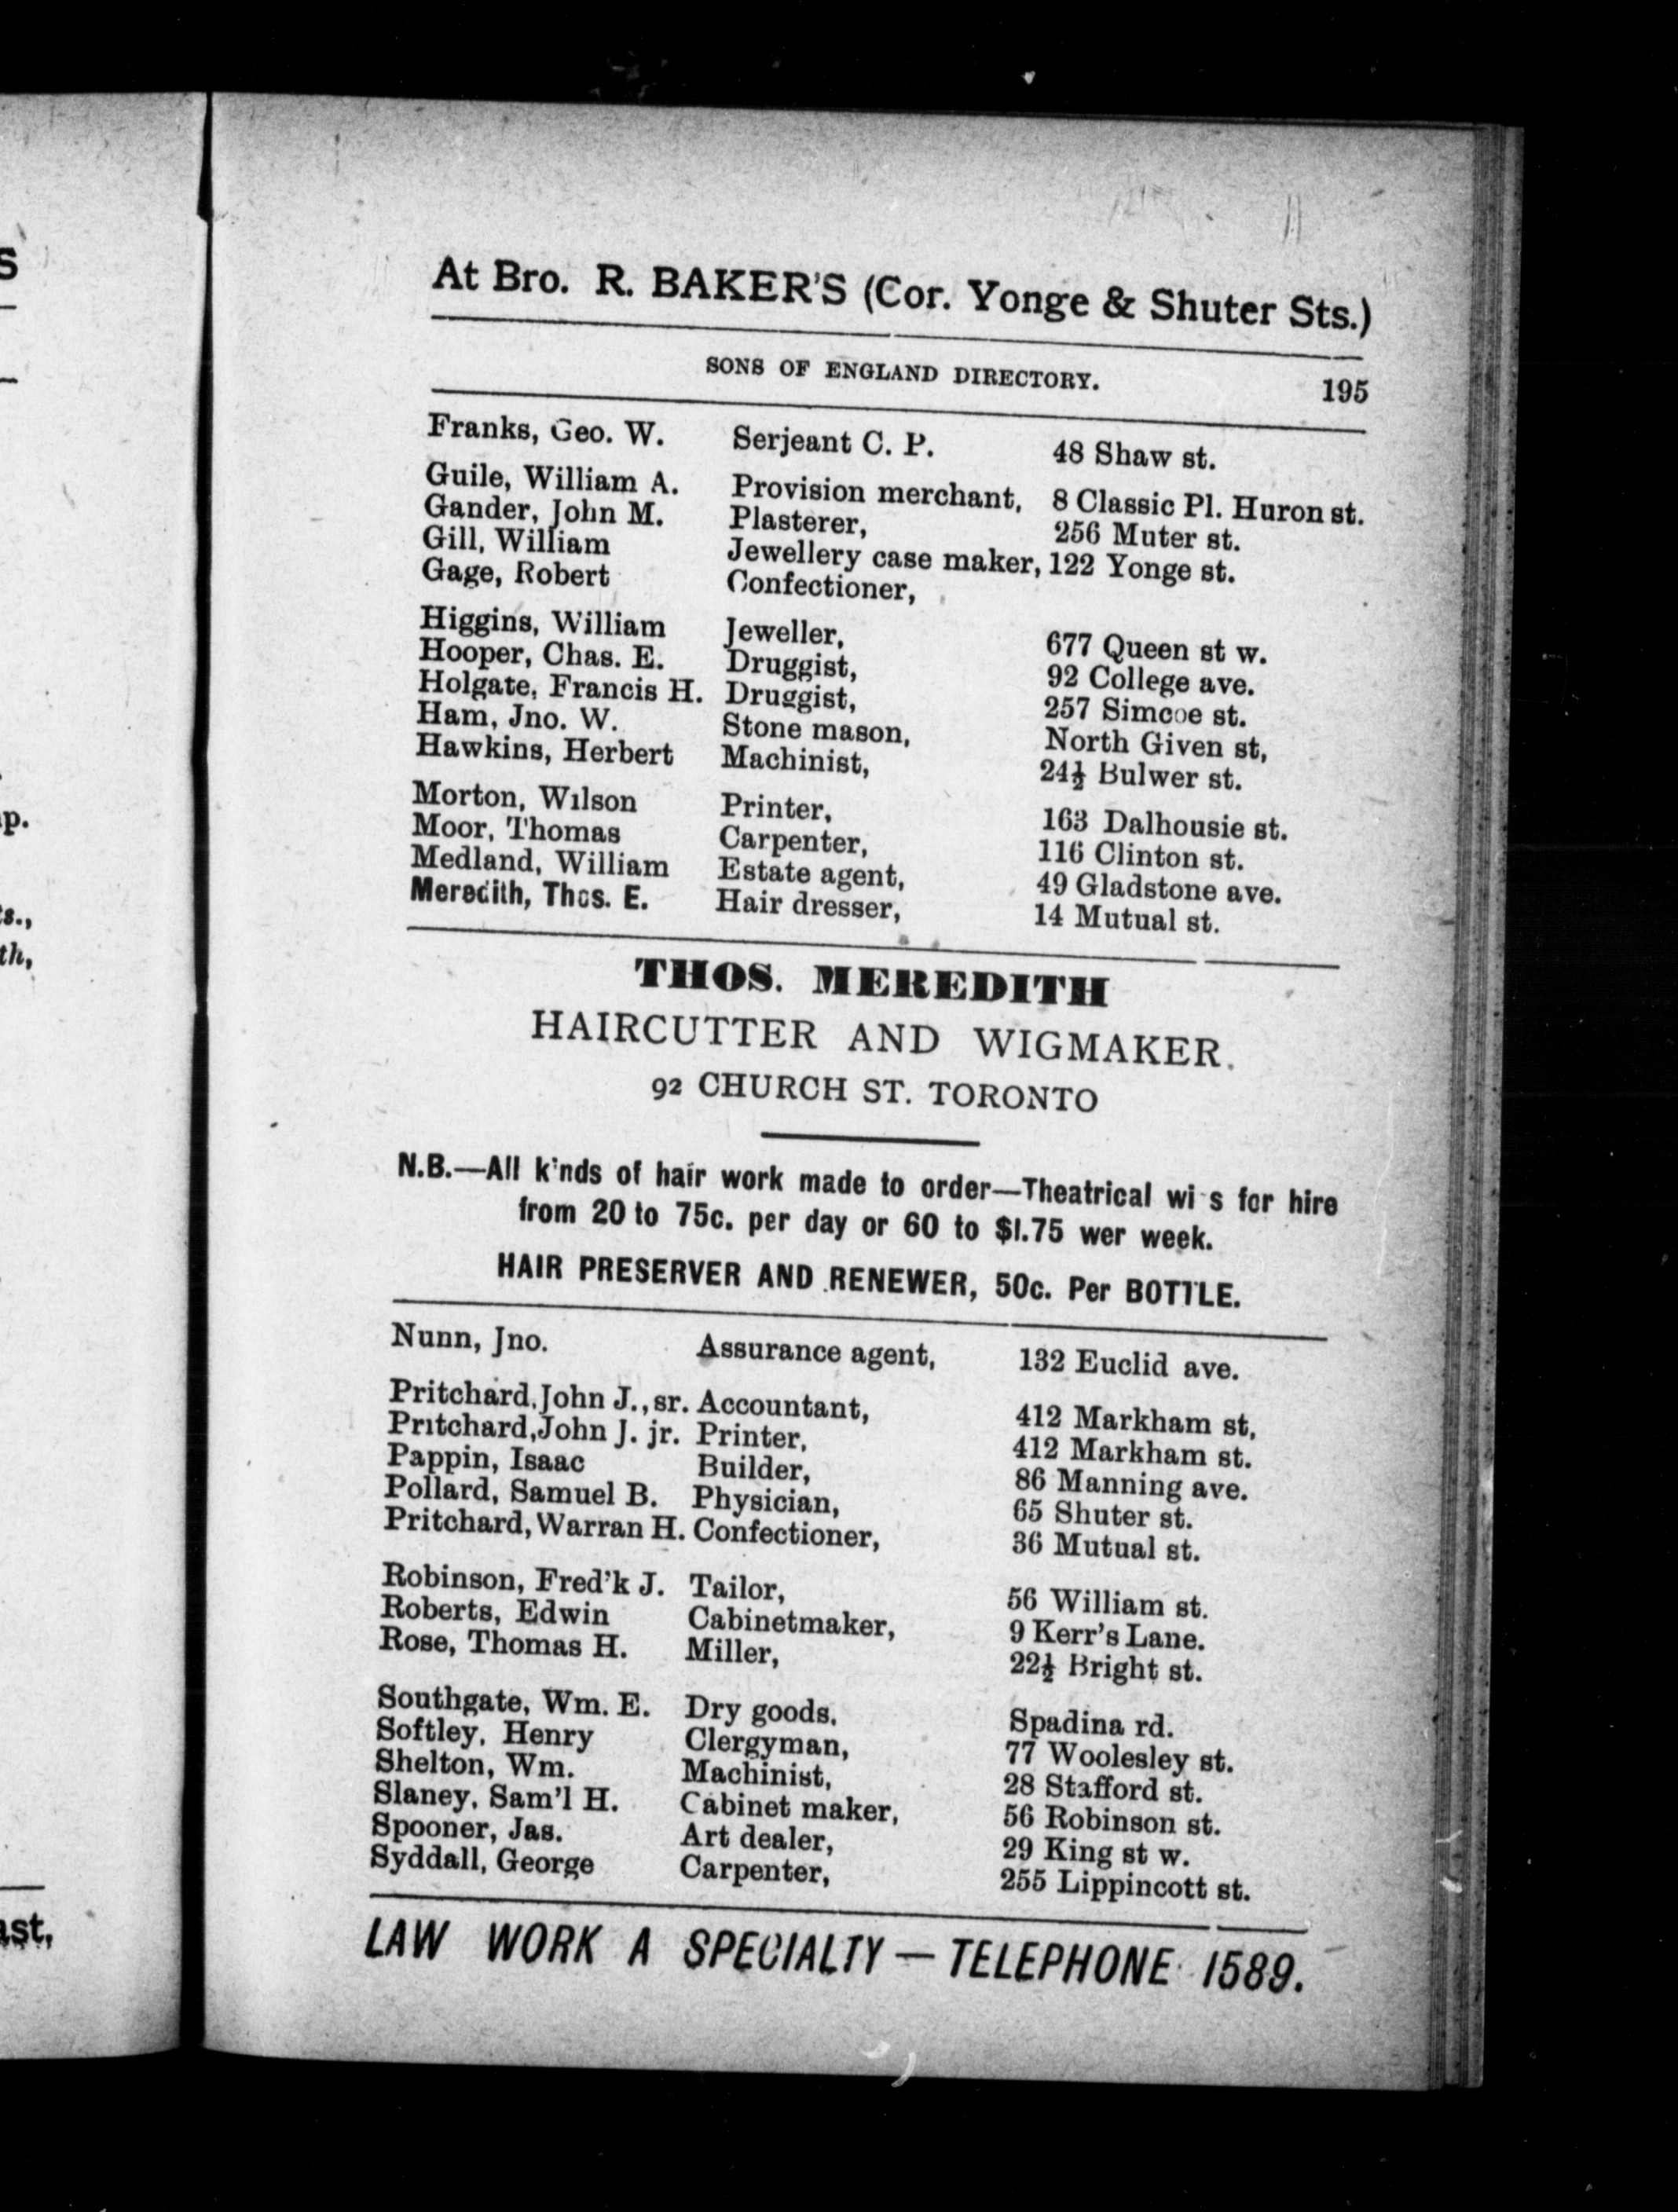 At Bro. R. BAKER'S (Cor. Yonge & Shuter Sts.)
SONS OF ENGLAND DIRECTORY. 195
Franks, Geo. W. Serjeant C. P. 48 Shaw st.
Guile, William A. Provision merchant, 8 Classic Pl. Huron st.
Gander, John M. Plasterer, 256 Muter st.
Gill, William Jewellery case maker, 122 Yonge st.
Gage, Robert Confectioner,
Higgins, William Jeweller, 677 Queen st w.
Hooper, Chas. E. Druggist, 92 College ave.
Holgate, Francis H. Druggist, 257 Simcoe st.
Ham, Jno. W. Stone mason, North Given st,
Hawkins, Herbert Machinist, 24½ Bulwer st.
Morton, Wilson Printer, 163 Dalhousie st.
Moor, Thomas Carpenter, 116 Clinton st.
Medland, William Estate agent, 49 Gladstone ave.
Meredith, Thos. E. Hair dresser, 14 Mutual st.
THOS. MEREDITH
HAIRCUTTER AND WIGMAKER.
92 CHURCH ST. TORONTO
N.B.—All kinds of hair work made to order—Theatrical wi s for hire
from 20 to 75c. per day or 60 to $1.75 wer week.
HAIR PRESERVER AND RENEWER, 50c. Per BOTTLE.
Nunn, Jno. Assurance agent, 132 Euclid ave.
Pritchard, John J., sr. Accountant, 412 Markham st,
Pritchard, John J. jr. Printer, 412 Markham st.
Pappin, Isaac Builder, 86 Manning ave.
Pollard, Samuel B. Physician, 65 Shuter st.
Pritchard, Warran H. Confectioner, 36 Mutual st.
Robinson, Fred'k J. Tailor, 56 William st.
Roberts, Edwin Cabinetmaker, 9 Kerr's Lane.
Rose, Thomas H. Miller, 22½ Bright st.
Southgate, Wm. E. Dry goods. Spadina rd.
Softley, Henry Clergyman, 77 Woolesley st.
Shelton, Wm. Machinist, 28 Stafford st.
Slaney, Sam'l H. Cabinet maker, 56 Robinson st.
Spooner, Jas. Art dealer, 29 King st w.
Syddall, George Carpenter, 255 Lippincott st.
LAW WORK A SPECIALTY — TELEPHONE 1589.